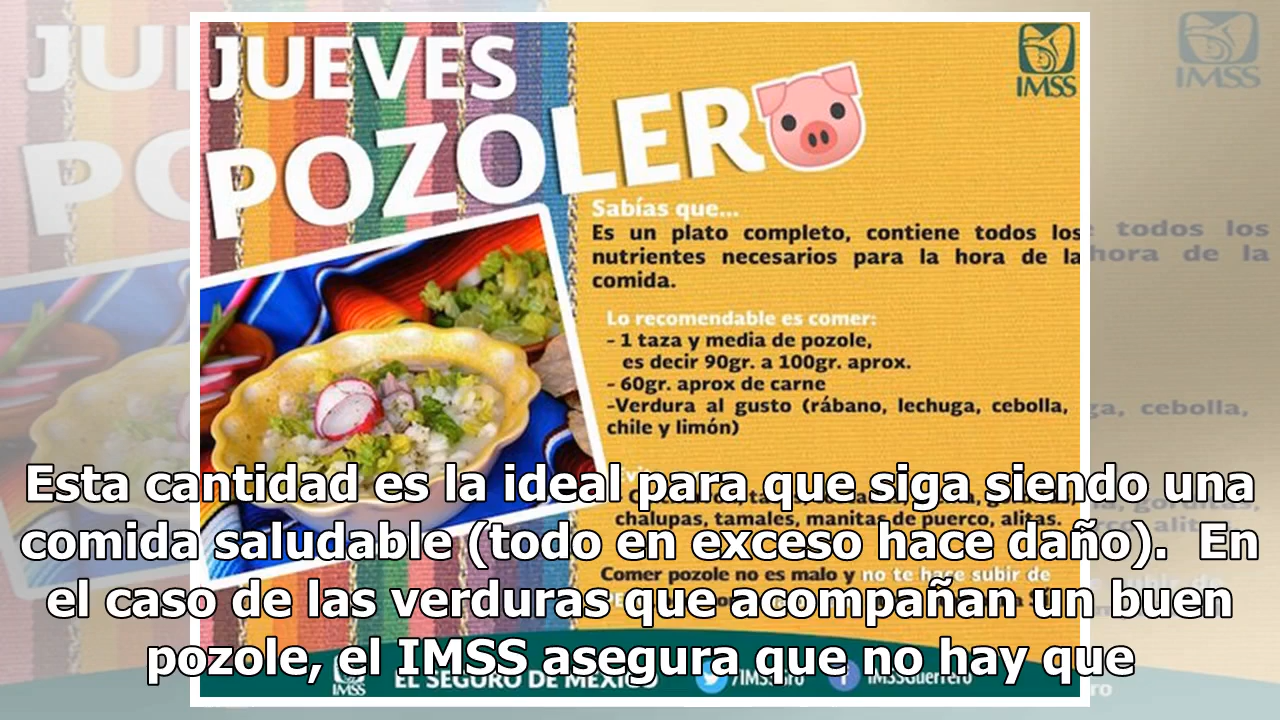 JUEVES
POZOLERO
IMSS
Sabías que...
Es un plato completo, contiene todos los
nutrientes necesarios para la hora de la
comida.
Lo recomendable es comer:
- 1 taza y media de pozole,
es decir 90gr. a 100gr. aprox.
- 60gr. aprox de carne
-Verdura al gusto (rábano, lechuga, cebolla,
chile y limón)
chalupas, tamales, manitas de puerco, alitas.
Comer pozole no es malo y no te hace subir de
Esta cantidad es la ideal para que siga siendo una
comida saludable (todo en exceso hace daño). En
el caso de las verduras que acompañan un buen
pozole, el IMSS asegura que no hay que
IMSS
EL SEGURO DE MÉXICO /IMSSGro IMSSGuerrero